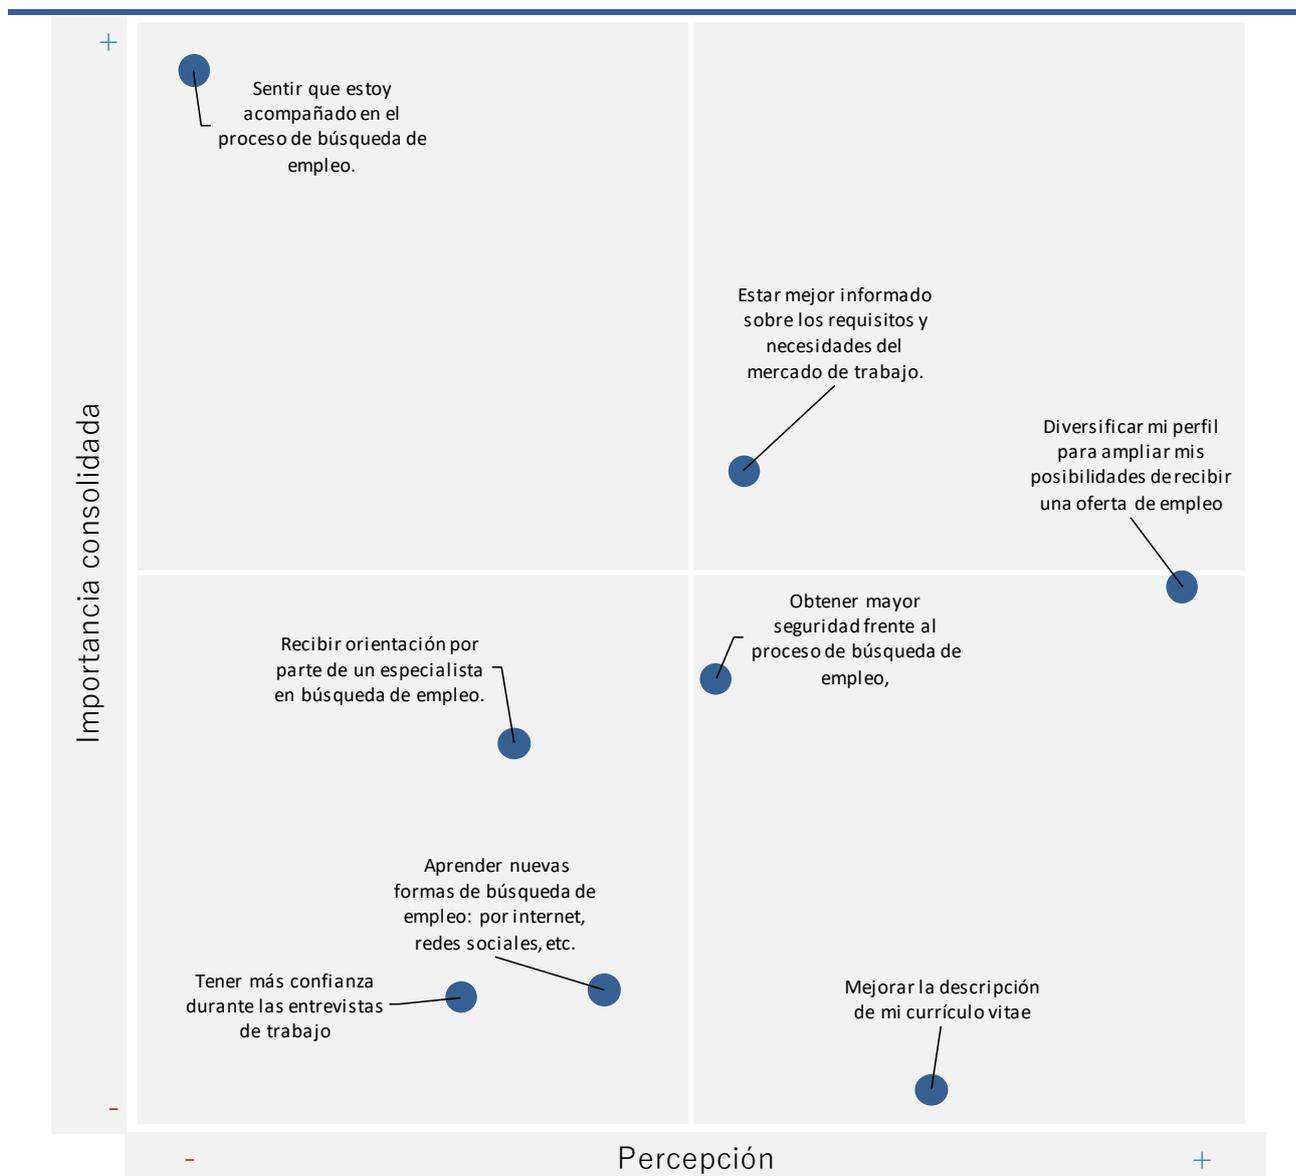 +
Sentir que estoy
acompañado en el
proceso de búsqueda de
empleo.
Estar mejor informado
sobre los requisitos y
necesidades del
mercado de trabajo.
Diversificar mi perfil
para ampliar mis
posibilidades de recibir
una oferta de empleo
Importancia consolidada
Obtener mayor
seguridad frente al
proceso de búsqueda de
empleo,
Recibir orientación por
parte de un especialista
en búsqueda de empleo.
Aprender nuevas
formas de búsqueda de
empleo: por internet,
redes sociales, etc.
Tener más confianza
durante las entrevistas
de trabajo
Mejorar la descripción
de mi currículo vitae
-
- Percepción +